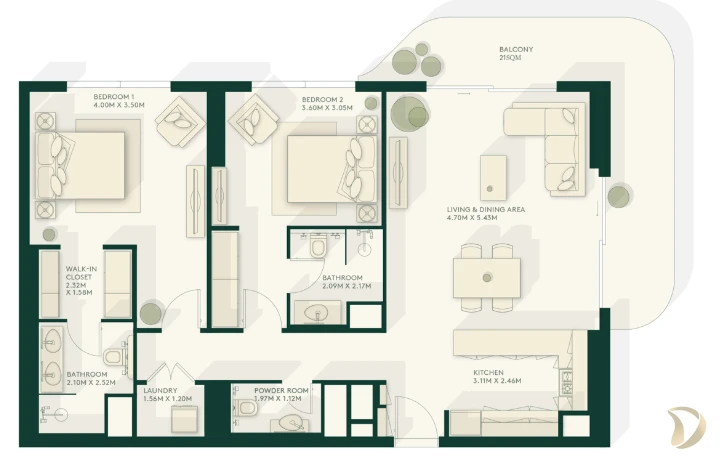 BALCONY
21SQM
BEDROOM 1
4.00M X 3.50M
BEDROOM 2
3.60M X 3.05M
LIVING & DINING AREA
4.70M X 5.43M
WALK-IN
CLOSET
2.32M
X 1.58M
BATHROOM
2.09M X 2.17M
BATHROOM
2.10M X 2.52M
LAUNDRY
1.56M X 1.20M
POWDER ROOM
1.97M X 1.12M
KITCHEN
3.11M X 2.46M